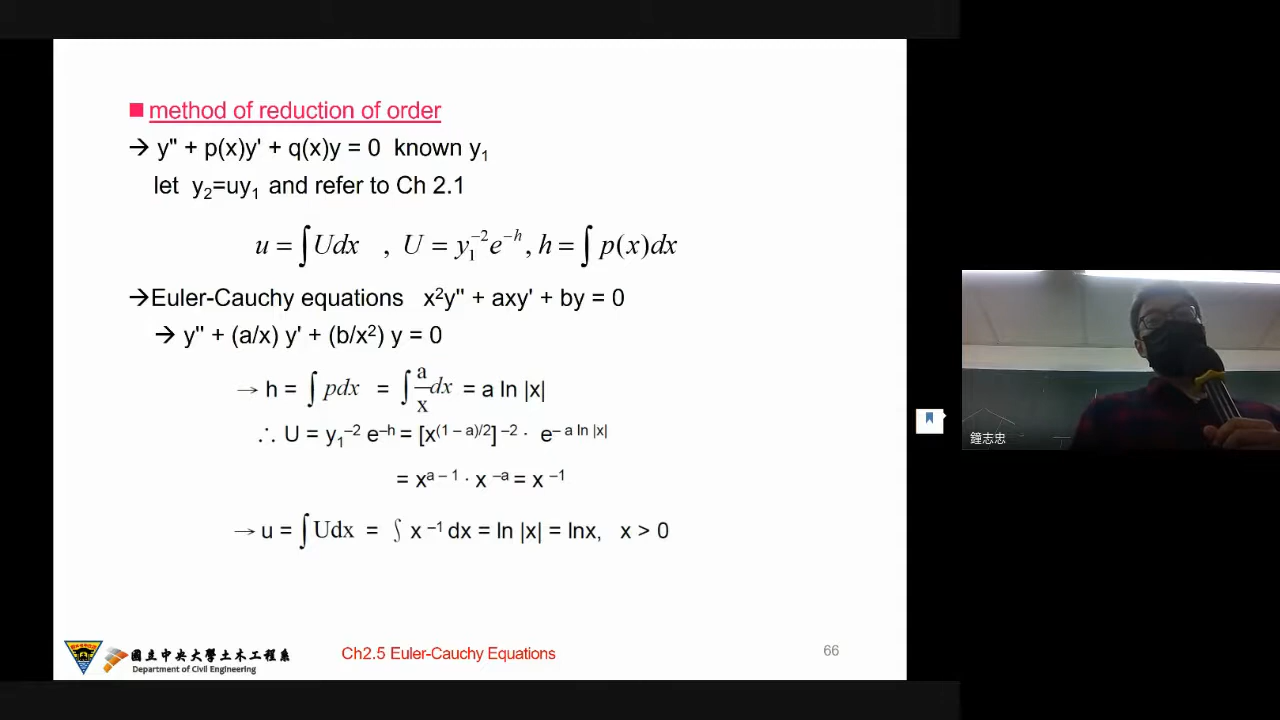 ■ method of reduction of order
→ y" + p(x)y' + q(x)y = 0 known y₁
let y₂=uy₁ and refer to Ch 2.1
u = ∫Udx , U = y₁⁻²e⁻ʰ, h = ∫ p(x)dx
→Euler-Cauchy equations x²y" + axy' + by = 0
→ y" + (a/x) y' + (b/x²) y = 0
→ h = ∫ pdx = ∫ a/x dx = a ln |x|
∴ U = y₁⁻² e⁻ʰ = [x^(1 – a)/2]⁻² · e^– a ln |x|
= x^a – 1 · x^–a = x^–1
→ u = ∫Udx = ∫ x^–1 dx = ln |x| = lnx, x > 0
鐘志忠
國立中央大學土木工程系
Department of Civil Engineering
Ch2.5 Euler-Cauchy Equations
66